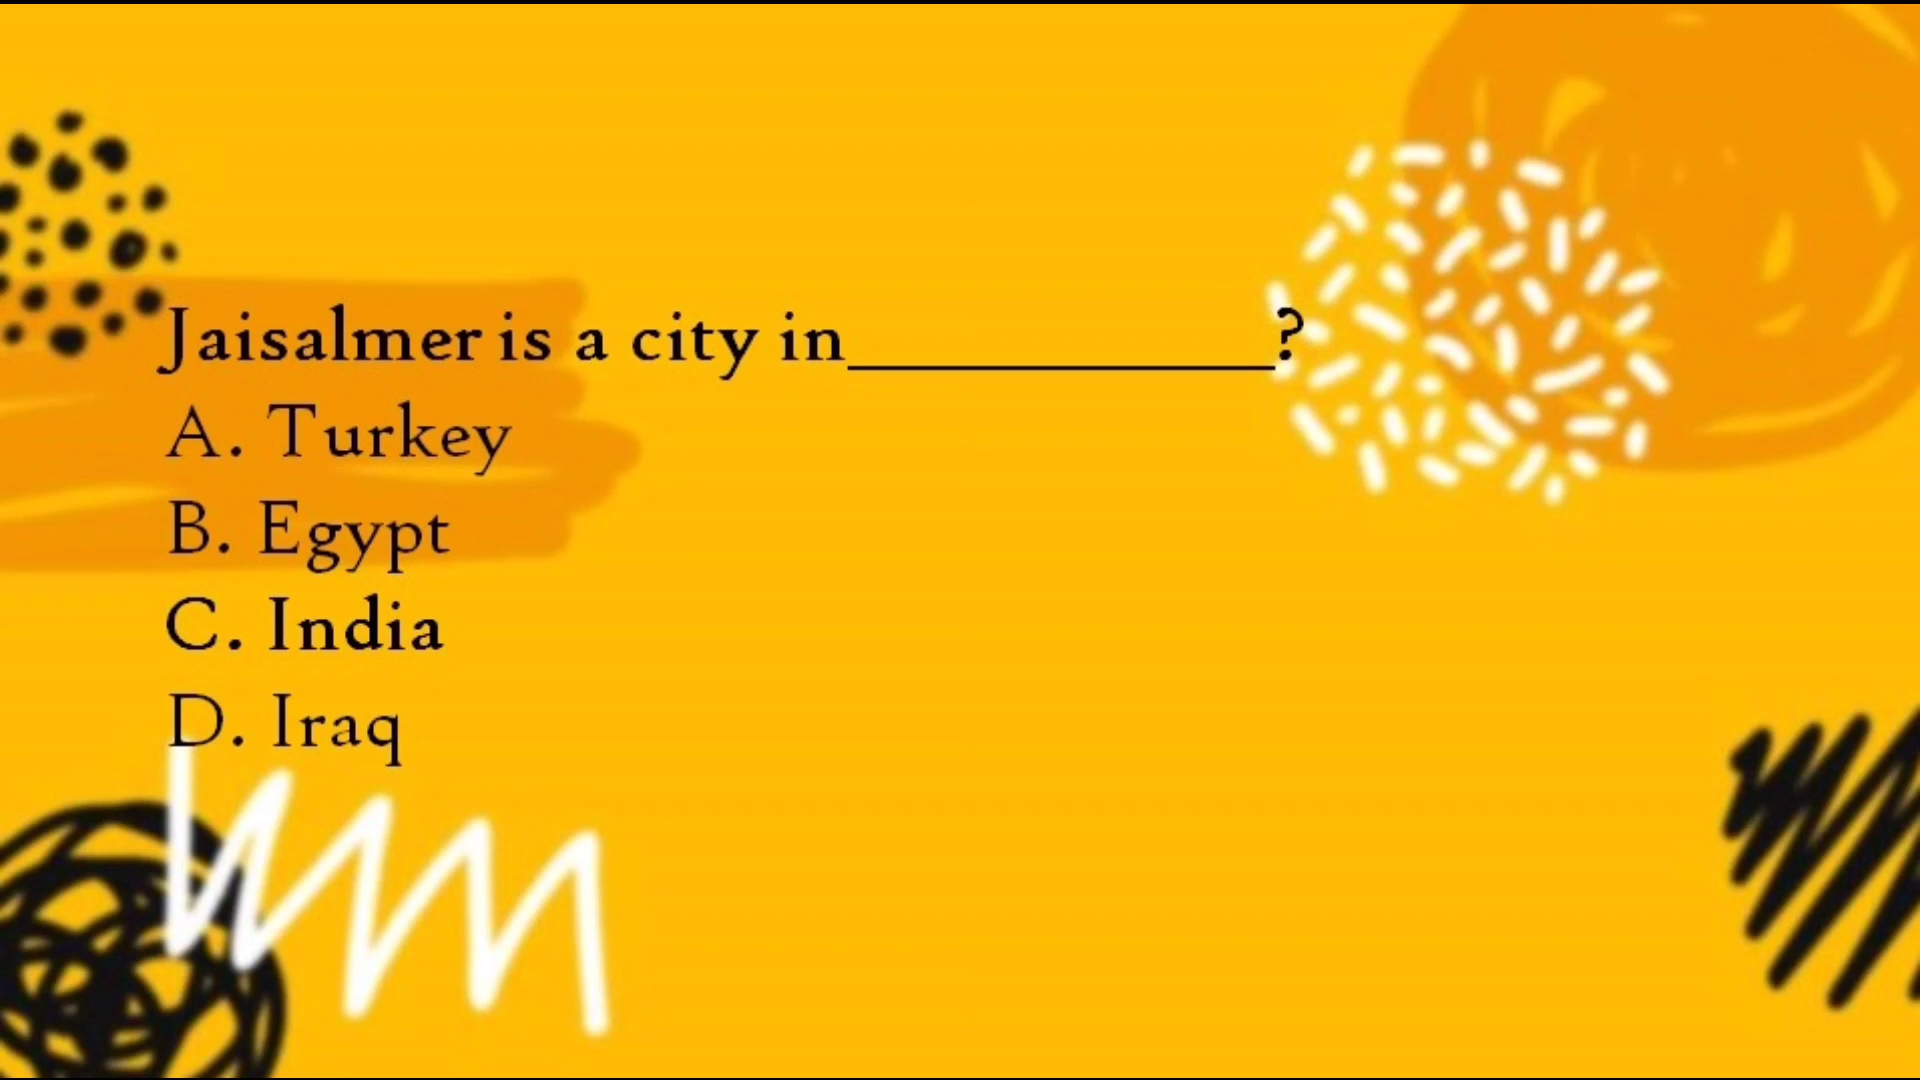 Jaisalmer is a city in____________?
A. Turkey
B. Egypt
C. India
D. Iraq